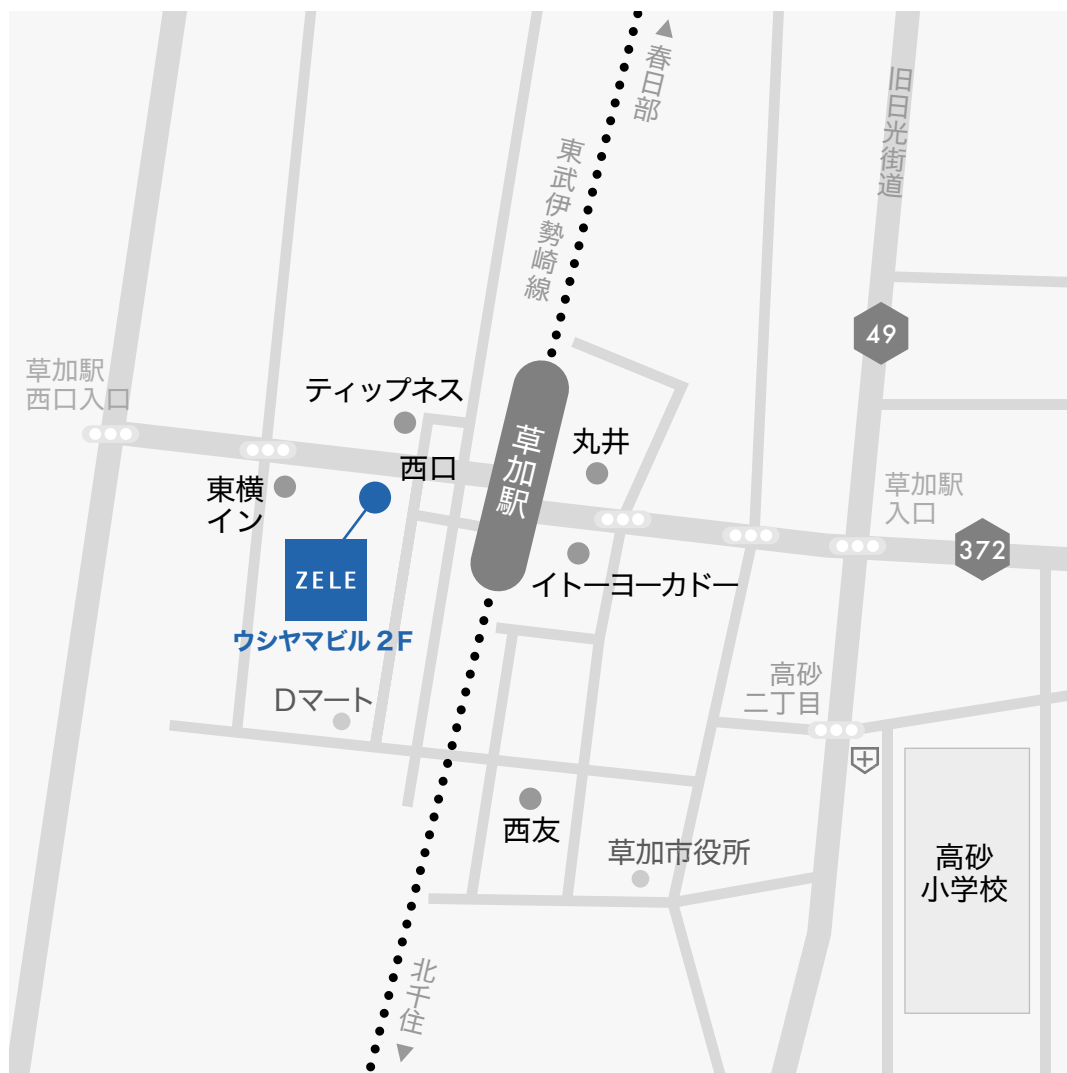 春日部
旧日光街道
東武伊勢崎線
49
草加駅
西口入口
ティップネス
草加駅
丸井
西口
東横
イン
草加駅
入口
372
ZELE
イトーヨーカドー
ウシヤマビル2F
Dマート
高砂
二丁目
西友
草加市役所
高砂
小学校
北千住